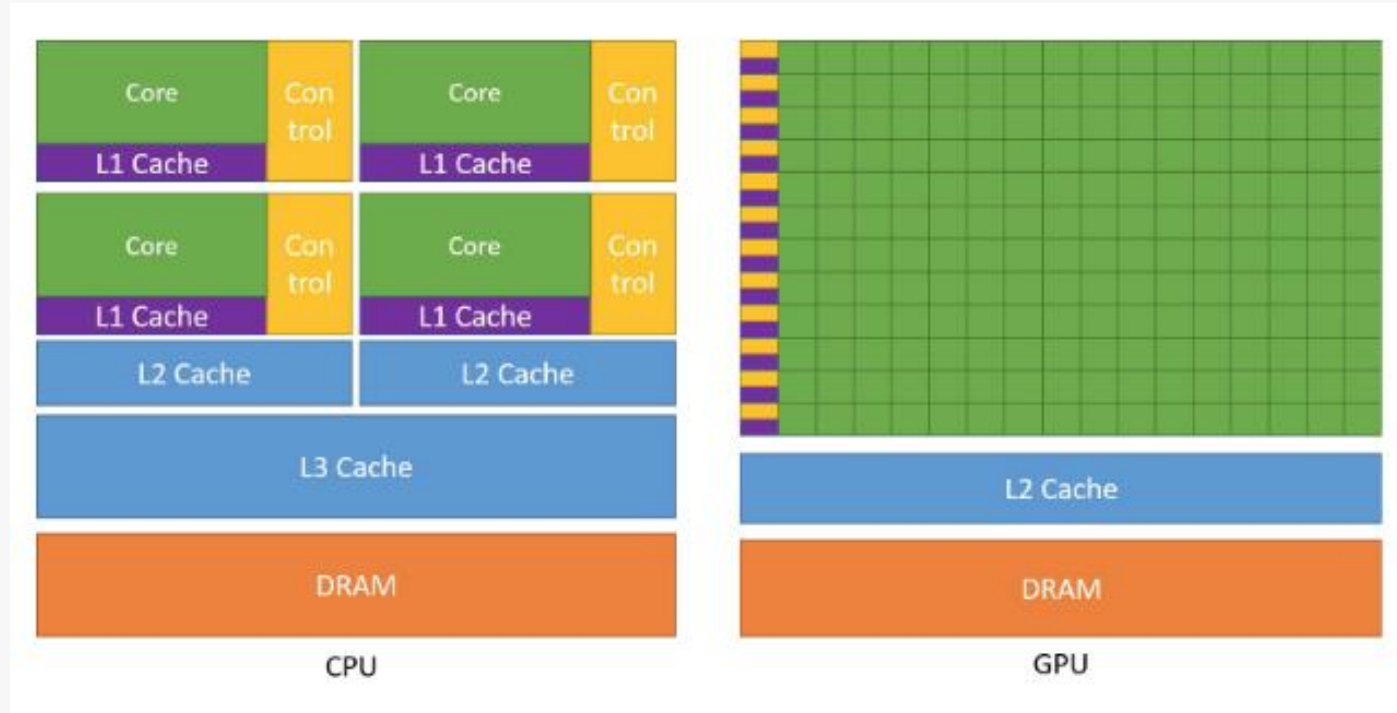 Core
Con
trol
L1 Cache
Core
Con
trol
L1 Cache
Core
Con
trol
L1 Cache
Core
Con
trol
L1 Cache
L2 Cache
L2 Cache
L3 Cache
DRAM
CPU
L2 Cache
DRAM
GPU